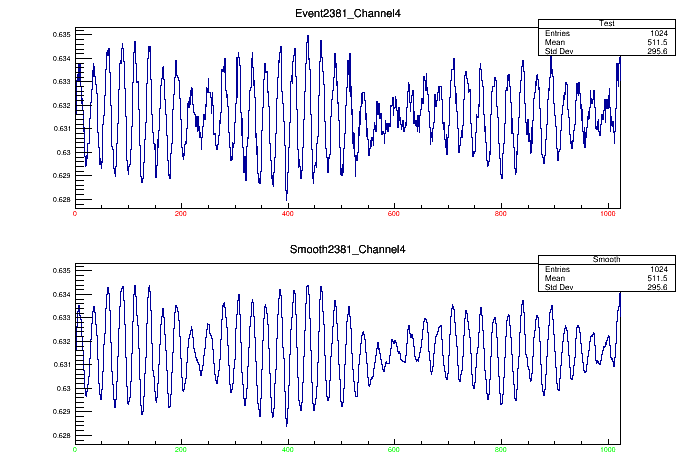 Event2381_Channel4
Test
Entries 1024
Mean 511.5
Std Dev 295.6
0.635
0.634
0.633
0.632
0.631
0.63
0.629
0.628
0 200 400 600 800 1000
Smooth2381_Channel4
Smooth
Entries 1024
Mean 511.5
Std Dev 295.6
0.635
0.634
0.633
0.632
0.631
0.63
0.629
0.628
0 200 400 600 800 1000